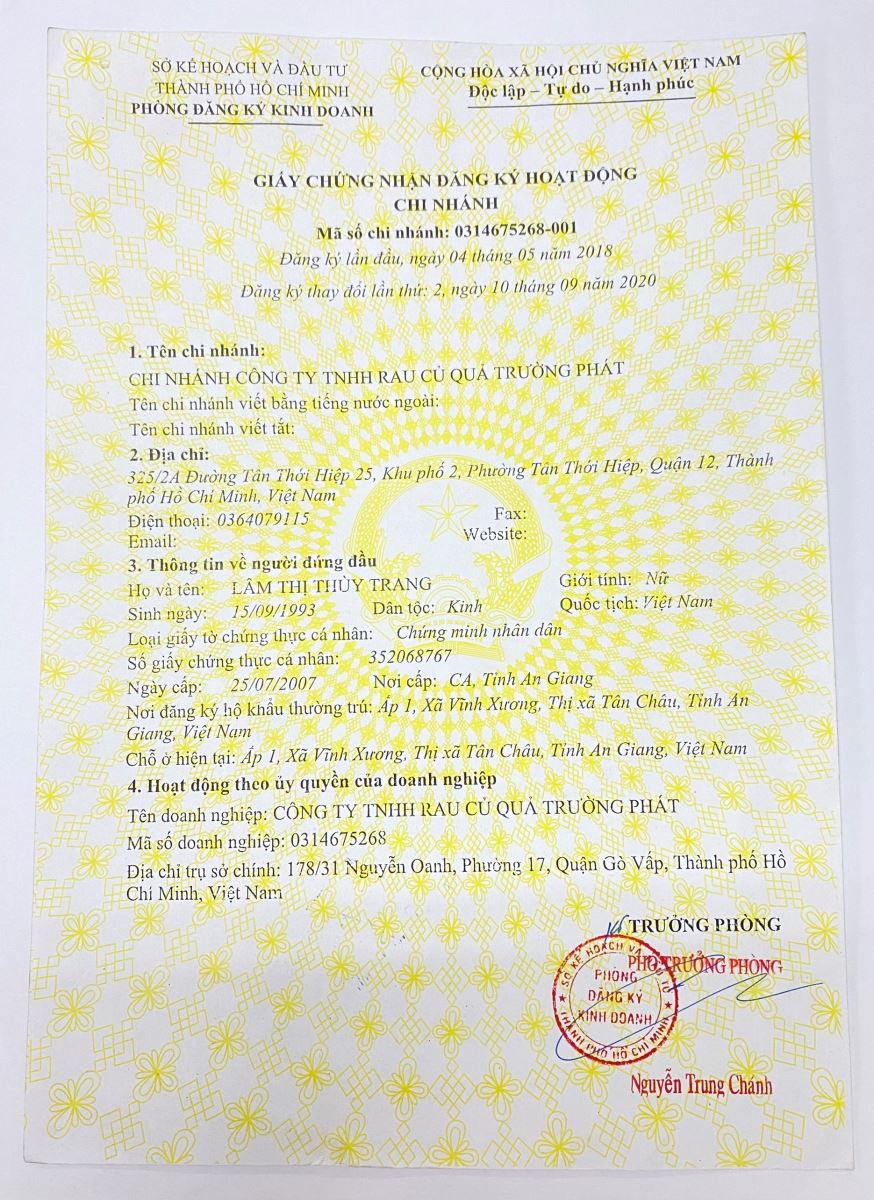 SỞ KẾ HOẠCH VÀ ĐẦU TƯ
THÀNH PHỐ HỒ CHÍ MINH
PHÒNG ĐĂNG KÝ KINH DOANH
CỘNG HÒA XÃ HỘI CHỦ NGHĨA VIỆT NAM
Độc lập – Tự do – Hạnh phúc
GIẤY CHỨNG NHẬN ĐĂNG KÝ HOẠT ĐỘNG
CHI NHÁNH
Mã số chi nhánh: 0314675268-001
Đăng ký lần đầu, ngày 04 tháng 05 năm 2018
Đăng ký thay đổi lần thứ: 2, ngày 10 tháng 09 năm 2020
1. Tên chi nhánh:
CHI NHÁNH CÔNG TY TNHH RAU CỦ QUẢ TRƯỜNG PHÁT
Tên chi nhánh viết bằng tiếng nước ngoài:
Tên chi nhánh viết tắt:
2. Địa chỉ:
325/2A Đường Tân Thới Hiệp 25, Khu phố 2, Phường Tân Thới Hiệp, Quận 12, Thành
phố Hồ Chí Minh, Việt Nam
Điện thoại: 0364079115 Fax:
Email: Website:
3. Thông tin về người đứng đầu
Họ và tên: LÂM THỊ THÙY TRANG Giới tính: Nữ
Sinh ngày: 15/09/1993 Dân tộc: Kinh Quốc tịch: Việt Nam
Loại giấy tờ chứng thực cá nhân: Chứng minh nhân dân
Số giấy chứng thực cá nhân: 352068767
Ngày cấp: 25/07/2007 Nơi cấp: CA, Tỉnh An Giang
Nơi đăng ký hộ khẩu thường trú: Ấp 1, Xã Vĩnh Xương, Thị xã Tân Châu, Tỉnh An
Giang, Việt Nam
Chỗ ở hiện tại: Ấp 1, Xã Vĩnh Xương, Thị xã Tân Châu, Tỉnh An Giang, Việt Nam
4. Hoạt động theo ủy quyền của doanh nghiệp
Tên doanh nghiệp: CÔNG TY TNHH RAU CỦ QUẢ TRƯỜNG PHÁT
Mã số doanh nghiệp: 0314675268
Địa chỉ trụ sở chính: 178/31 Nguyễn Oanh, Phường 17, Quận Gò Vấp, Thành phố Hồ
Chí Minh, Việt Nam
TRƯỞNG PHÒNG
PHÓ TRƯỞNG PHÒNG
SỞ KẾ HOẠCH VÀ ĐẦU TƯ
PHÒNG
ĐĂNG KÝ
KINH DOANH
THÀNH PHỐ HỒ CHÍ MINH
Nguyễn Trung Chánh